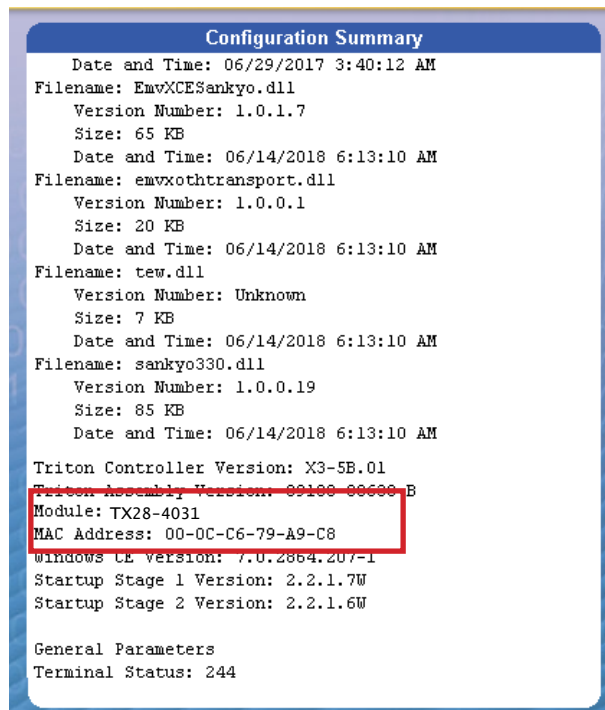 Configuration Summary
Date and Time: 06/29/2017 3:40:12 AM
Filename: EmvXCESankyo.dll
Version Number: 1.0.1.7
Size: 65 KB
Date and Time: 06/14/2018 6:13:10 AM
Filename: emvxothtransport.dll
Version Number: 1.0.0.1
Size: 20 KB
Date and Time: 06/14/2018 6:13:10 AM
Filename: tew.dll
Version Number: Unknown
Size: 7 KB
Date and Time: 06/14/2018 6:13:10 AM
Filename: sankyo330.dll
Version Number: 1.0.0.19
Size: 85 KB
Date and Time: 06/14/2018 6:13:10 AM
Triton Controller Version: X3-5B.01
Triton Assembly Version: B
Module: TX28-4031
MAC Address: 00-0C-C6-79-A9-C8
Windows CE Version: 7.0.2864.207-1
Startup Stage 1 Version: 2.2.1.7W
Startup Stage 2 Version: 2.2.1.6W
General Parameters
Terminal Status: 244